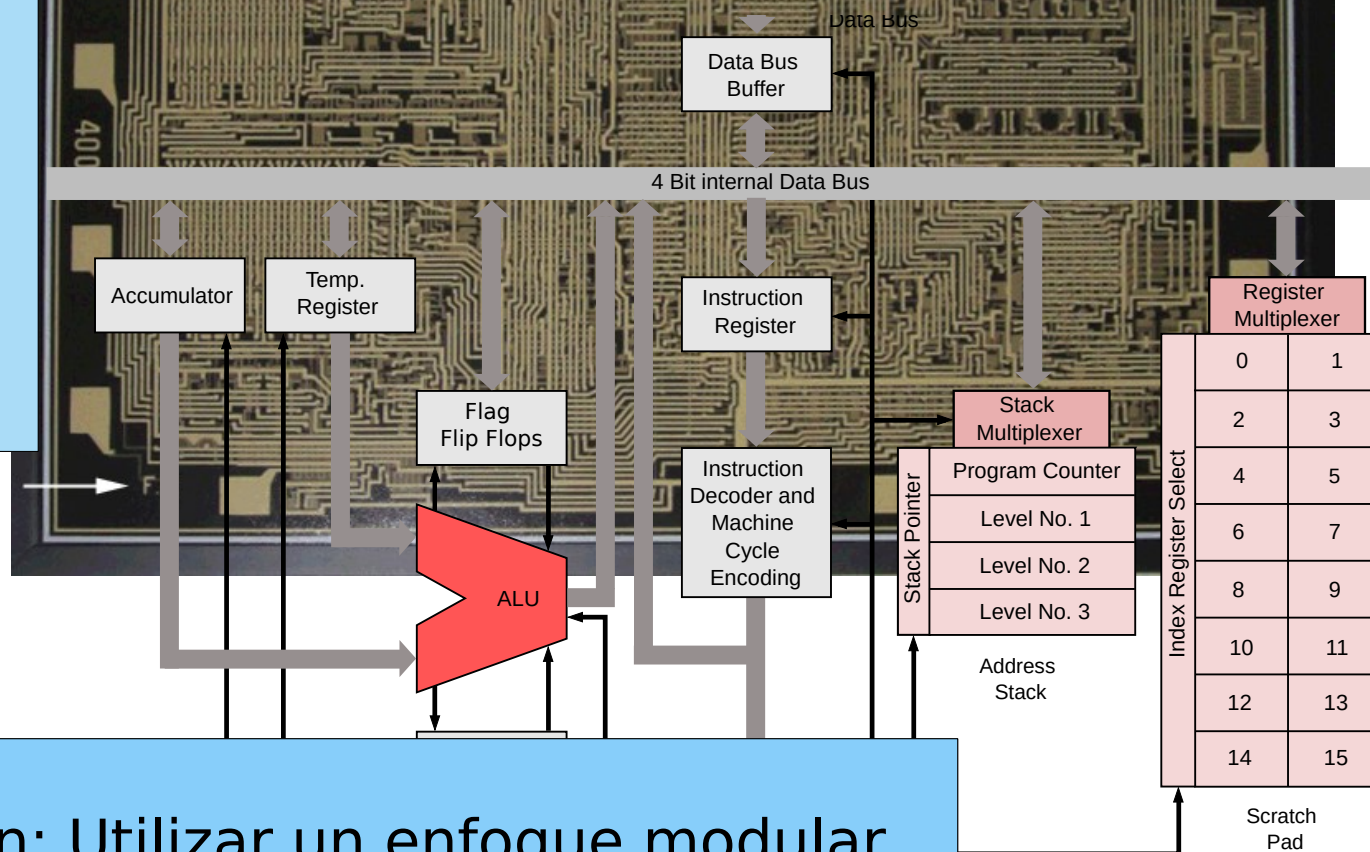 Data Bus
Data Bus
Buffer
400
4 Bit internal Data Bus
Accumulator
Temp.
Register
Instruction
Register
Register
Multiplexer
Flag
Flip Flops
Stack
Multiplexer
Instruction
Decoder and
Machine
Cycle
Encoding
Stack Pointer
Program Counter
Level No. 1
Level No. 2
Level No. 3
Address
Stack
ALU
Index Register Select
0 1
2 3
4 5
6 7
8 9
10 11
12 13
14 15
Scratch
Pad
Utilizar un enfoque modular